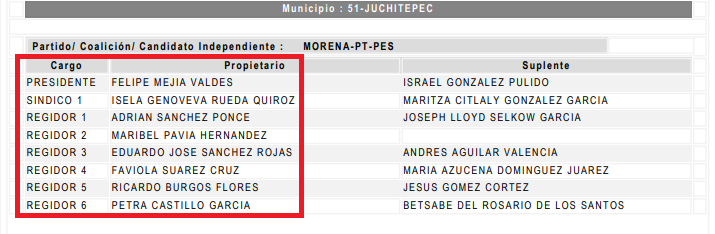 Municipio : 51-JUCHITEPEC
Partido/ Coalición/ Candidato Independiente : MORENA-PT-PES
Cargo Propietario Suplente
PRESIDENTE FELIPE MEJIA VALDES ISRAEL GONZALEZ PULIDO
SINDICO 1 ISELA GENOVEVA RUEDA QUIROZ MARITZA CITLALY GONZALEZ GARCIA
REGIDOR 1 ADRIAN SANCHEZ PONCE JOSEPH LLOYD SELKOW GARCIA
REGIDOR 2 MARIBEL PAVIA HERNANDEZ
REGIDOR 3 EDUARDO JOSE SANCHEZ ROJAS ANDRES AGUILAR VALENCIA
REGIDOR 4 FAVIOLA SUAREZ CRUZ MARIA AZUCENA DOMINGUEZ JUAREZ
REGIDOR 5 RICARDO BURGOS FLORES JESUS GOMEZ CORTEZ
REGIDOR 6 PETRA CASTILLO GARCIA BETSABE DEL ROSARIO DE LOS SANTOS